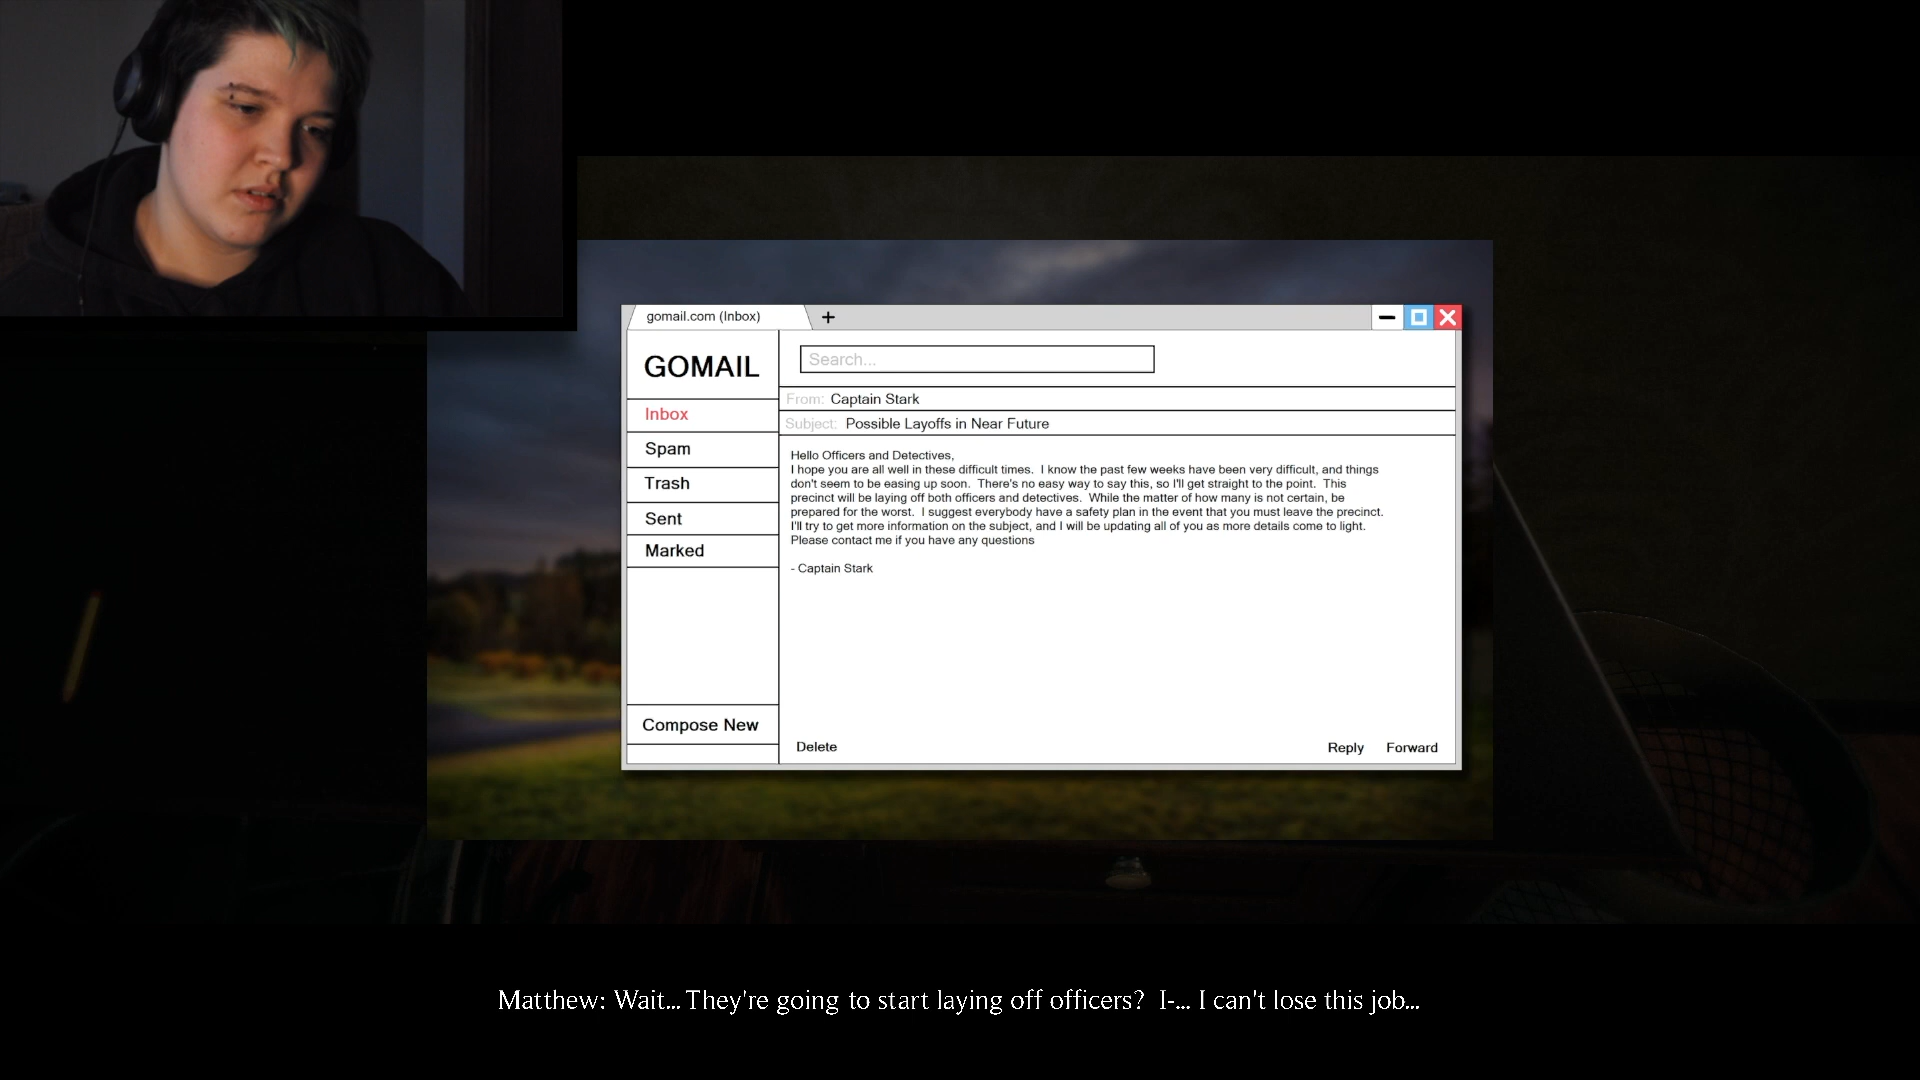 gomail.com (Inbox)
+
GOMAIL
Search...
Inbox
Spam
Trash
Sent
Marked
Compose New
From: Captain Stark
Subject: Possible Layoffs in Near Future
Hello Officers and Detectives,
I hope you are all well in these difficult times.  I know the past few weeks have been very difficult, and things
don't seem to be easing up soon.  There's no easy way to say this, so I'll get straight to the point.  This
precinct will be laying off both officers and detectives.  While the matter of how many is not certain, be
prepared for the worst.  I suggest everybody have a safety plan in the event that you must leave the precinct.
I'll try to get more information on the subject, and I will be updating all of you as more details come to light.
Please contact me if you have any questions
- Captain Stark
Delete
Reply Forward
Matthew: Wait... They're going to start laying off officers?  I-... I can't lose this job...